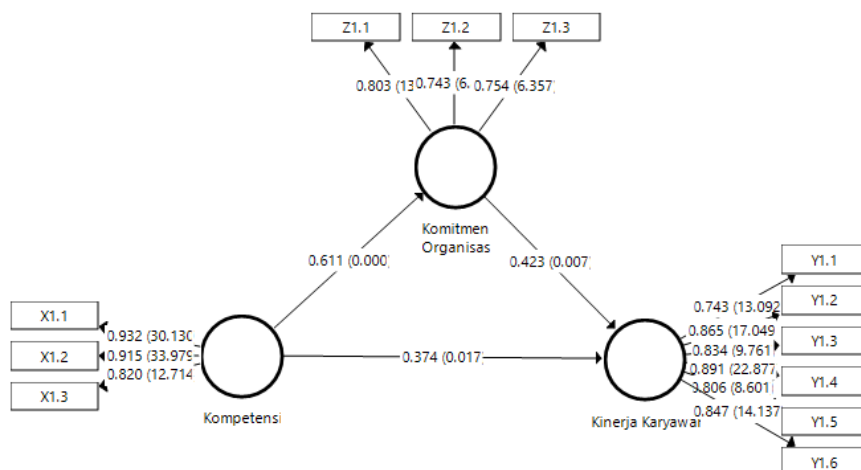 Z1.1
Z1.2
Z1.3
0.803 (13
0.743 (6.
0.754 (6.357)
Komitmen
Organisas
0.611 (0.000)
0.423 (0.007)
X1.1
X1.2
X1.3
0.932 (30.130
0.915 (33.979
0.820 (12.714
Kompetensi
0.374 (0.017)
Kinerja Karyawar
0.743 (13.092
0.865 (17.049
0.834 (9.761)
0.891 (22.877
0.806 (8.601)
0.847 (14.137
Y1.1
Y1.2
Y1.3
Y1.4
Y1.5
Y1.6